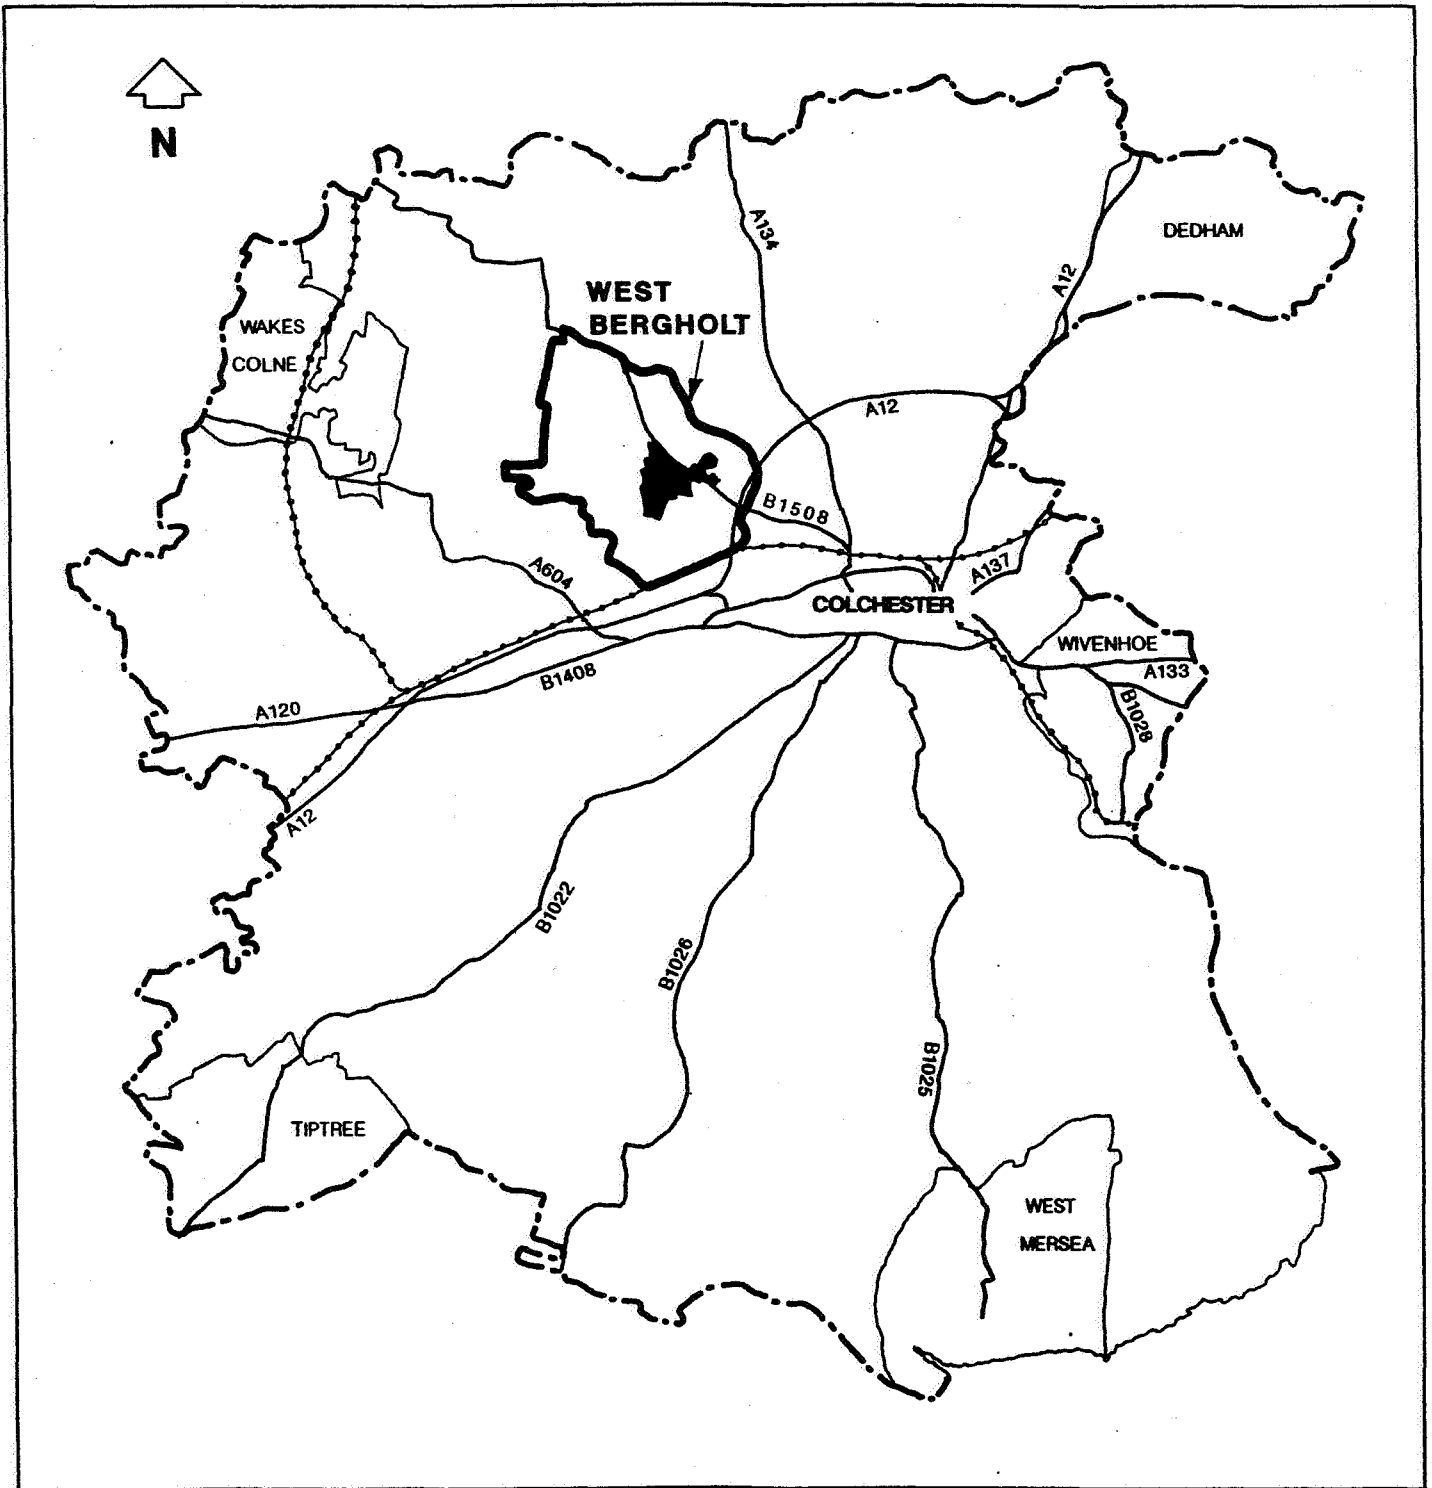 N
A134
DEDHAM
A12
WEST
BERGHOLT
WAKES
COLNE
A12
B1508
A604
A137
COLCHESTER
WIVENHOE
A133
B1408
B1028
A120
A12
B1022
B1026
B1025
TIPTREE
WEST
MERSEA